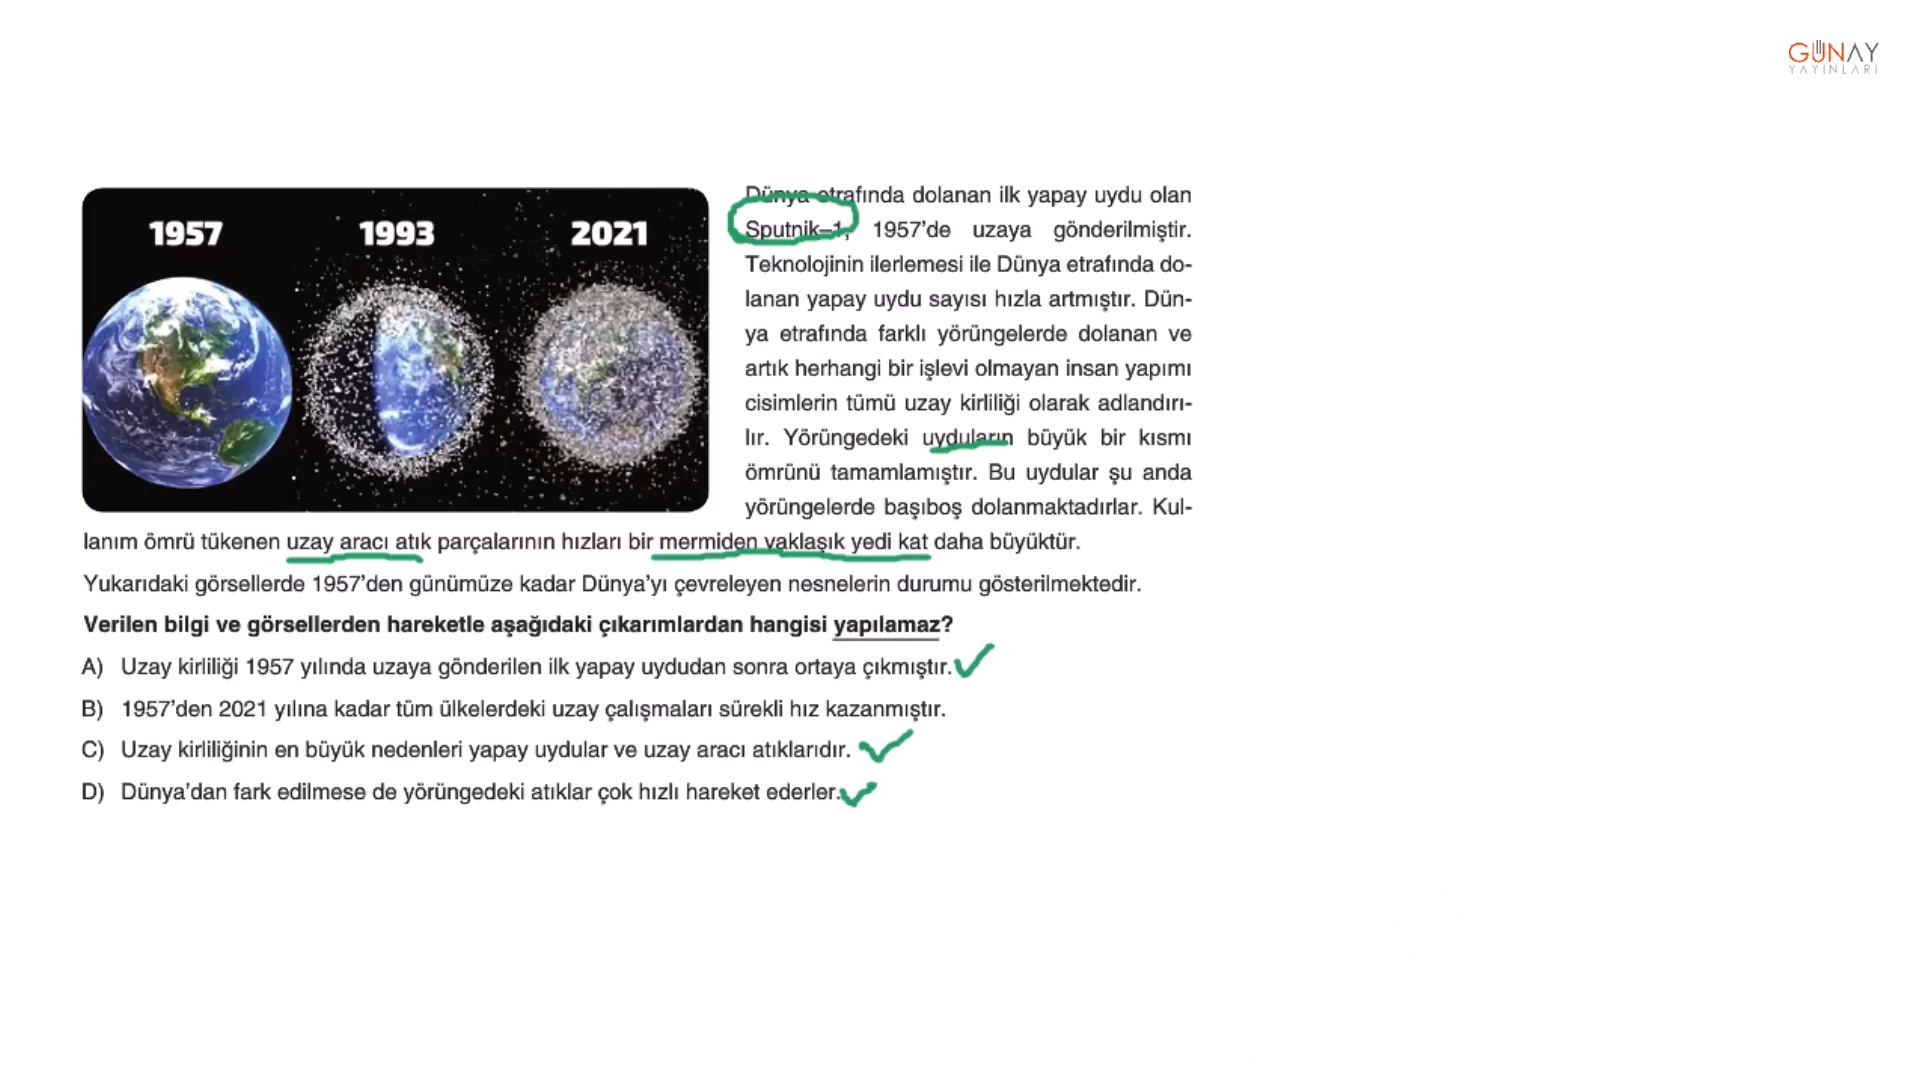 GÜNAY
YAYINLARI
1957 1993 2021
Dünya etrafında dolanan ilk yapay uydu olan
Sputnik–1, 1957’de uzaya gönderilmiştir.
Teknolojinin ilerlemesi ile Dünya etrafında do-
lanan yapay uydu sayısı hızla artmıştır. Dün-
ya etrafında farklı yörüngelerde dolanan ve
artık herhangi bir işlevi olmayan insan yapımı
cisimlerin tümü uzay kirliliği olarak adlandırı-
lır. Yörüngedeki uyduların büyük bir kısmı
ömrünü tamamlamıştır. Bu uydular şu anda
yörüngelerde başıboş dolanmaktadırlar. Kul-
lanım ömrü tükenen uzay aracı atık parçalarının hızları bir mermiden yaklaşık yedi kat daha büyüktür.
Yukarıdaki görsellerde 1957’den günümüze kadar Dünya’yı çevreleyen nesnelerin durumu gösterilmektedir.
Verilen bilgi ve görsellerden hareketle aşağıdaki çıkarımlardan hangisi yapılamaz?
A) Uzay kirliliği 1957 yılında uzaya gönderilen ilk yapay uydudan sonra ortaya çıkmıştır.
B) 1957’den 2021 yılına kadar tüm ülkelerdeki uzay çalışmaları sürekli hız kazanmıştır.
C) Uzay kirliliğinin en büyük nedenleri yapay uydular ve uzay aracı atıklarıdır.
D) Dünya’dan fark edilmese de yörüngedeki atıklar çok hızlı hareket ederler.